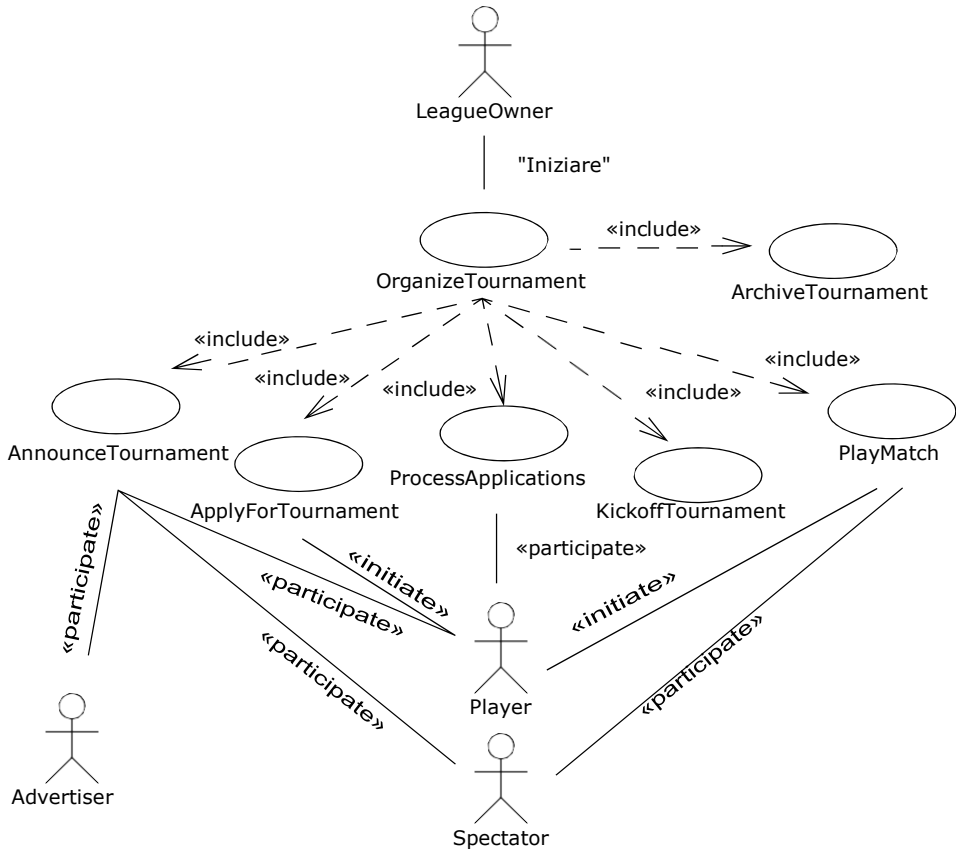 LeagueOwner
"Iniziare"
«include»
OrganizeTournament
ArchiveTournament
«include»
«include»
«include»
«include»
«include»
AnnounceTournament
ApplyForTournament
ProcessApplications
KickoffTournament
PlayMatch
«participate»
«participate»
«participate»
«initiate»
«participate»
«initiate»
«participate»
Player
Advertiser
Spectator